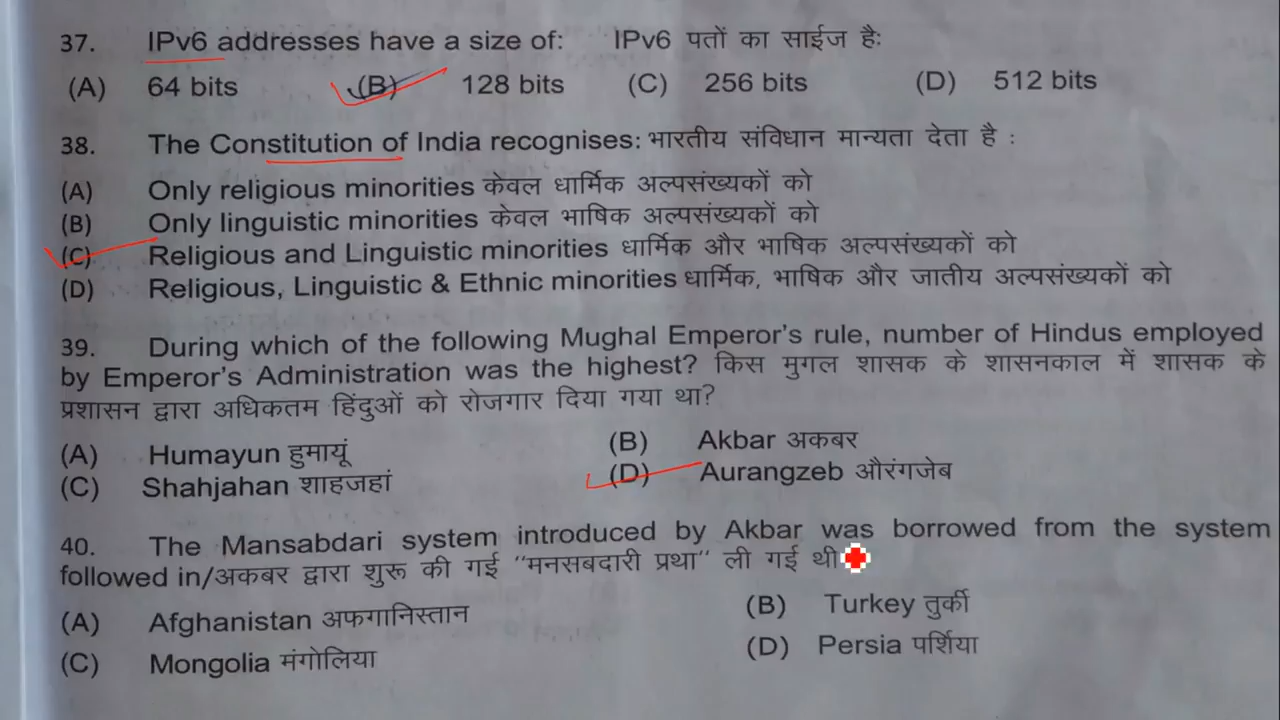 37. IPv6 addresses have a size of: IPv6 पतों का साईज है:
(A) 64 bits (B) 128 bits (C) 256 bits (D) 512 bits
38. The Constitution of India recognises: भारतीय संविधान मान्यता देता है :
(A) Only religious minorities केवल धार्मिक अल्पसंख्यकों को
(B) Only linguistic minorities केवल भाषिक अल्पसंख्यकों को
(C) Religious and Linguistic minorities धार्मिक और भाषिक अल्पसंख्यकों को
(D) Religious, Linguistic & Ethnic minorities धार्मिक, भाषिक और जातीय अल्पसंख्यकों को
39. During which of the following Mughal Emperor's rule, number of Hindus employed
by Emperor's Administration was the highest? किस मुगल शासक के शासनकाल में शासक के
प्रशासन द्वारा अधिकतम हिंदुओं को रोजगार दिया गया था?
(A) Humayun हुमायूं (B) Akbar अकबर
(C) Shahjahan शाहजहां (D) Aurangzeb औरंगजेब
40. The Mansabdari system introduced by Akbar was borrowed from the system
followed in/अकबर द्वारा शुरू की गई “मनसबदारी प्रथा” ली गई थी
(A) Afghanistan अफगानिस्तान (B) Turkey तुर्की
(C) Mongolia मंगोलिया (D) Persia पर्शिया